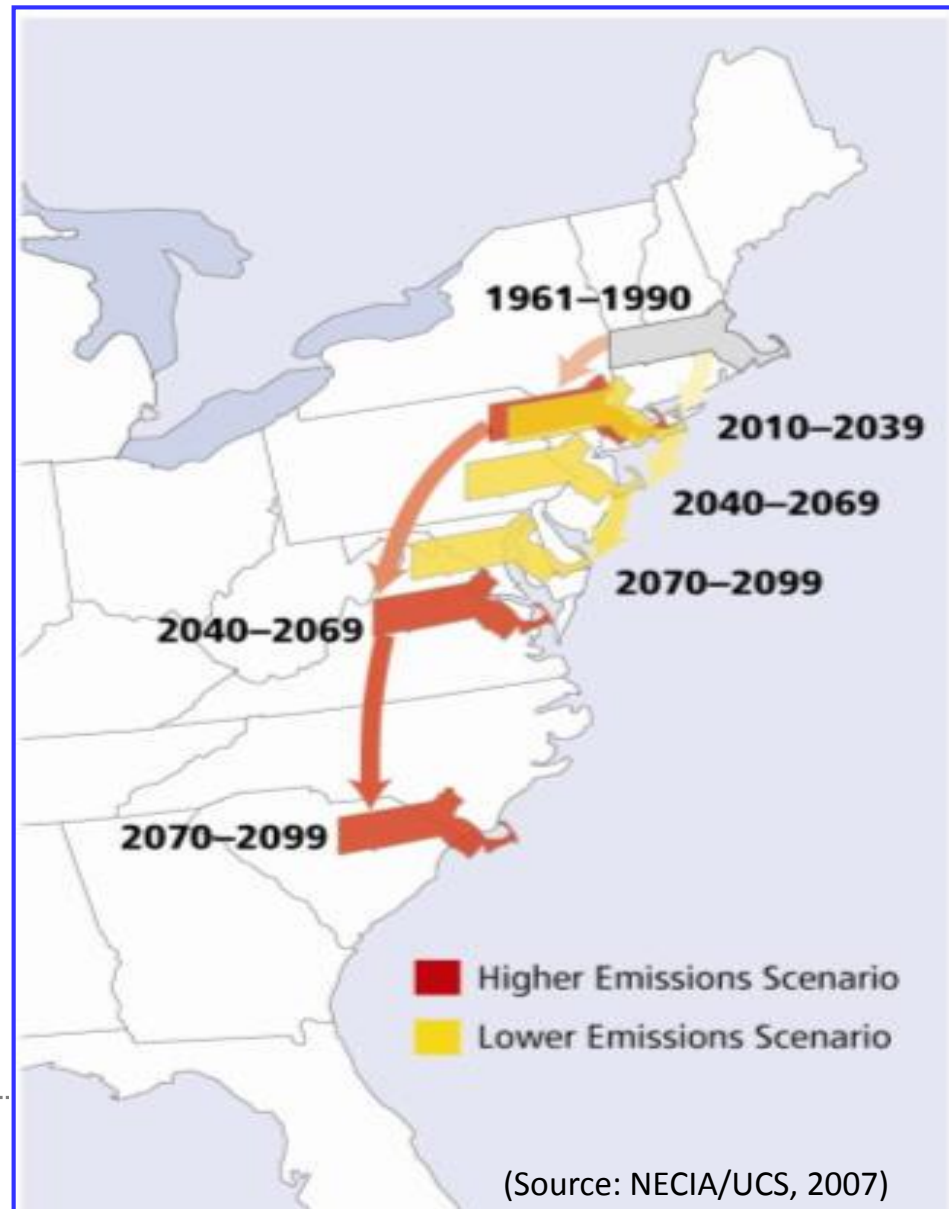 1961–1990
2010–2039
2040–2069
2070–2099
2040–2069
2070–2099
Higher Emissions Scenario
Lower Emissions Scenario
(Source: NECIA/UCS, 2007)